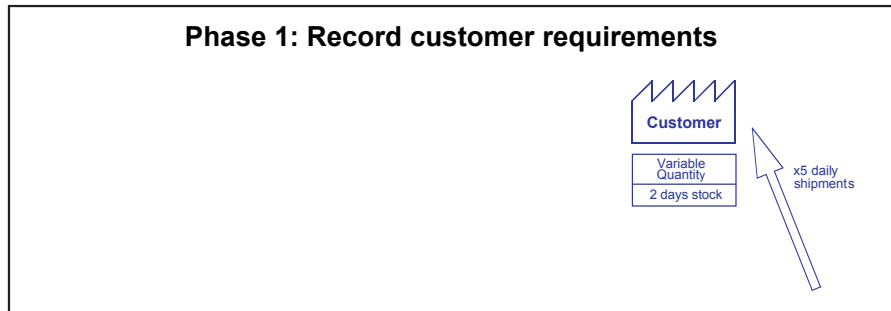 Phase 1: Record customer requirements
Customer
Variable
Quantity
2 days stock
x5 daily
shipments